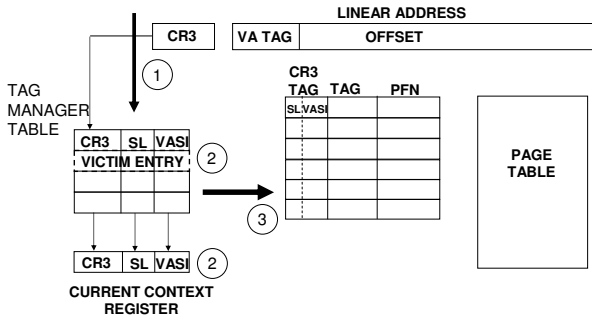 LINEAR ADDRESS
CR3 VA TAG OFFSET
1
TAG
MANAGER
TABLE
CR3 SL VASI
VICTIM ENTRY
2
3
CR3 SL VASI
2
CURRENT CONTEXT
REGISTER
CR3
TAG TAG PFN
SL VASI
PAGE
TABLE